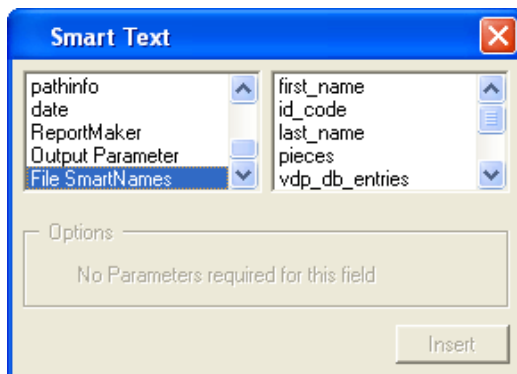 Smart Text
pathinfo
date
ReportMaker
Output Parameter
File SmartNames
first_name
id_code
last_name
pieces
vdp_db_entries
Options
No Parameters required for this field
Insert